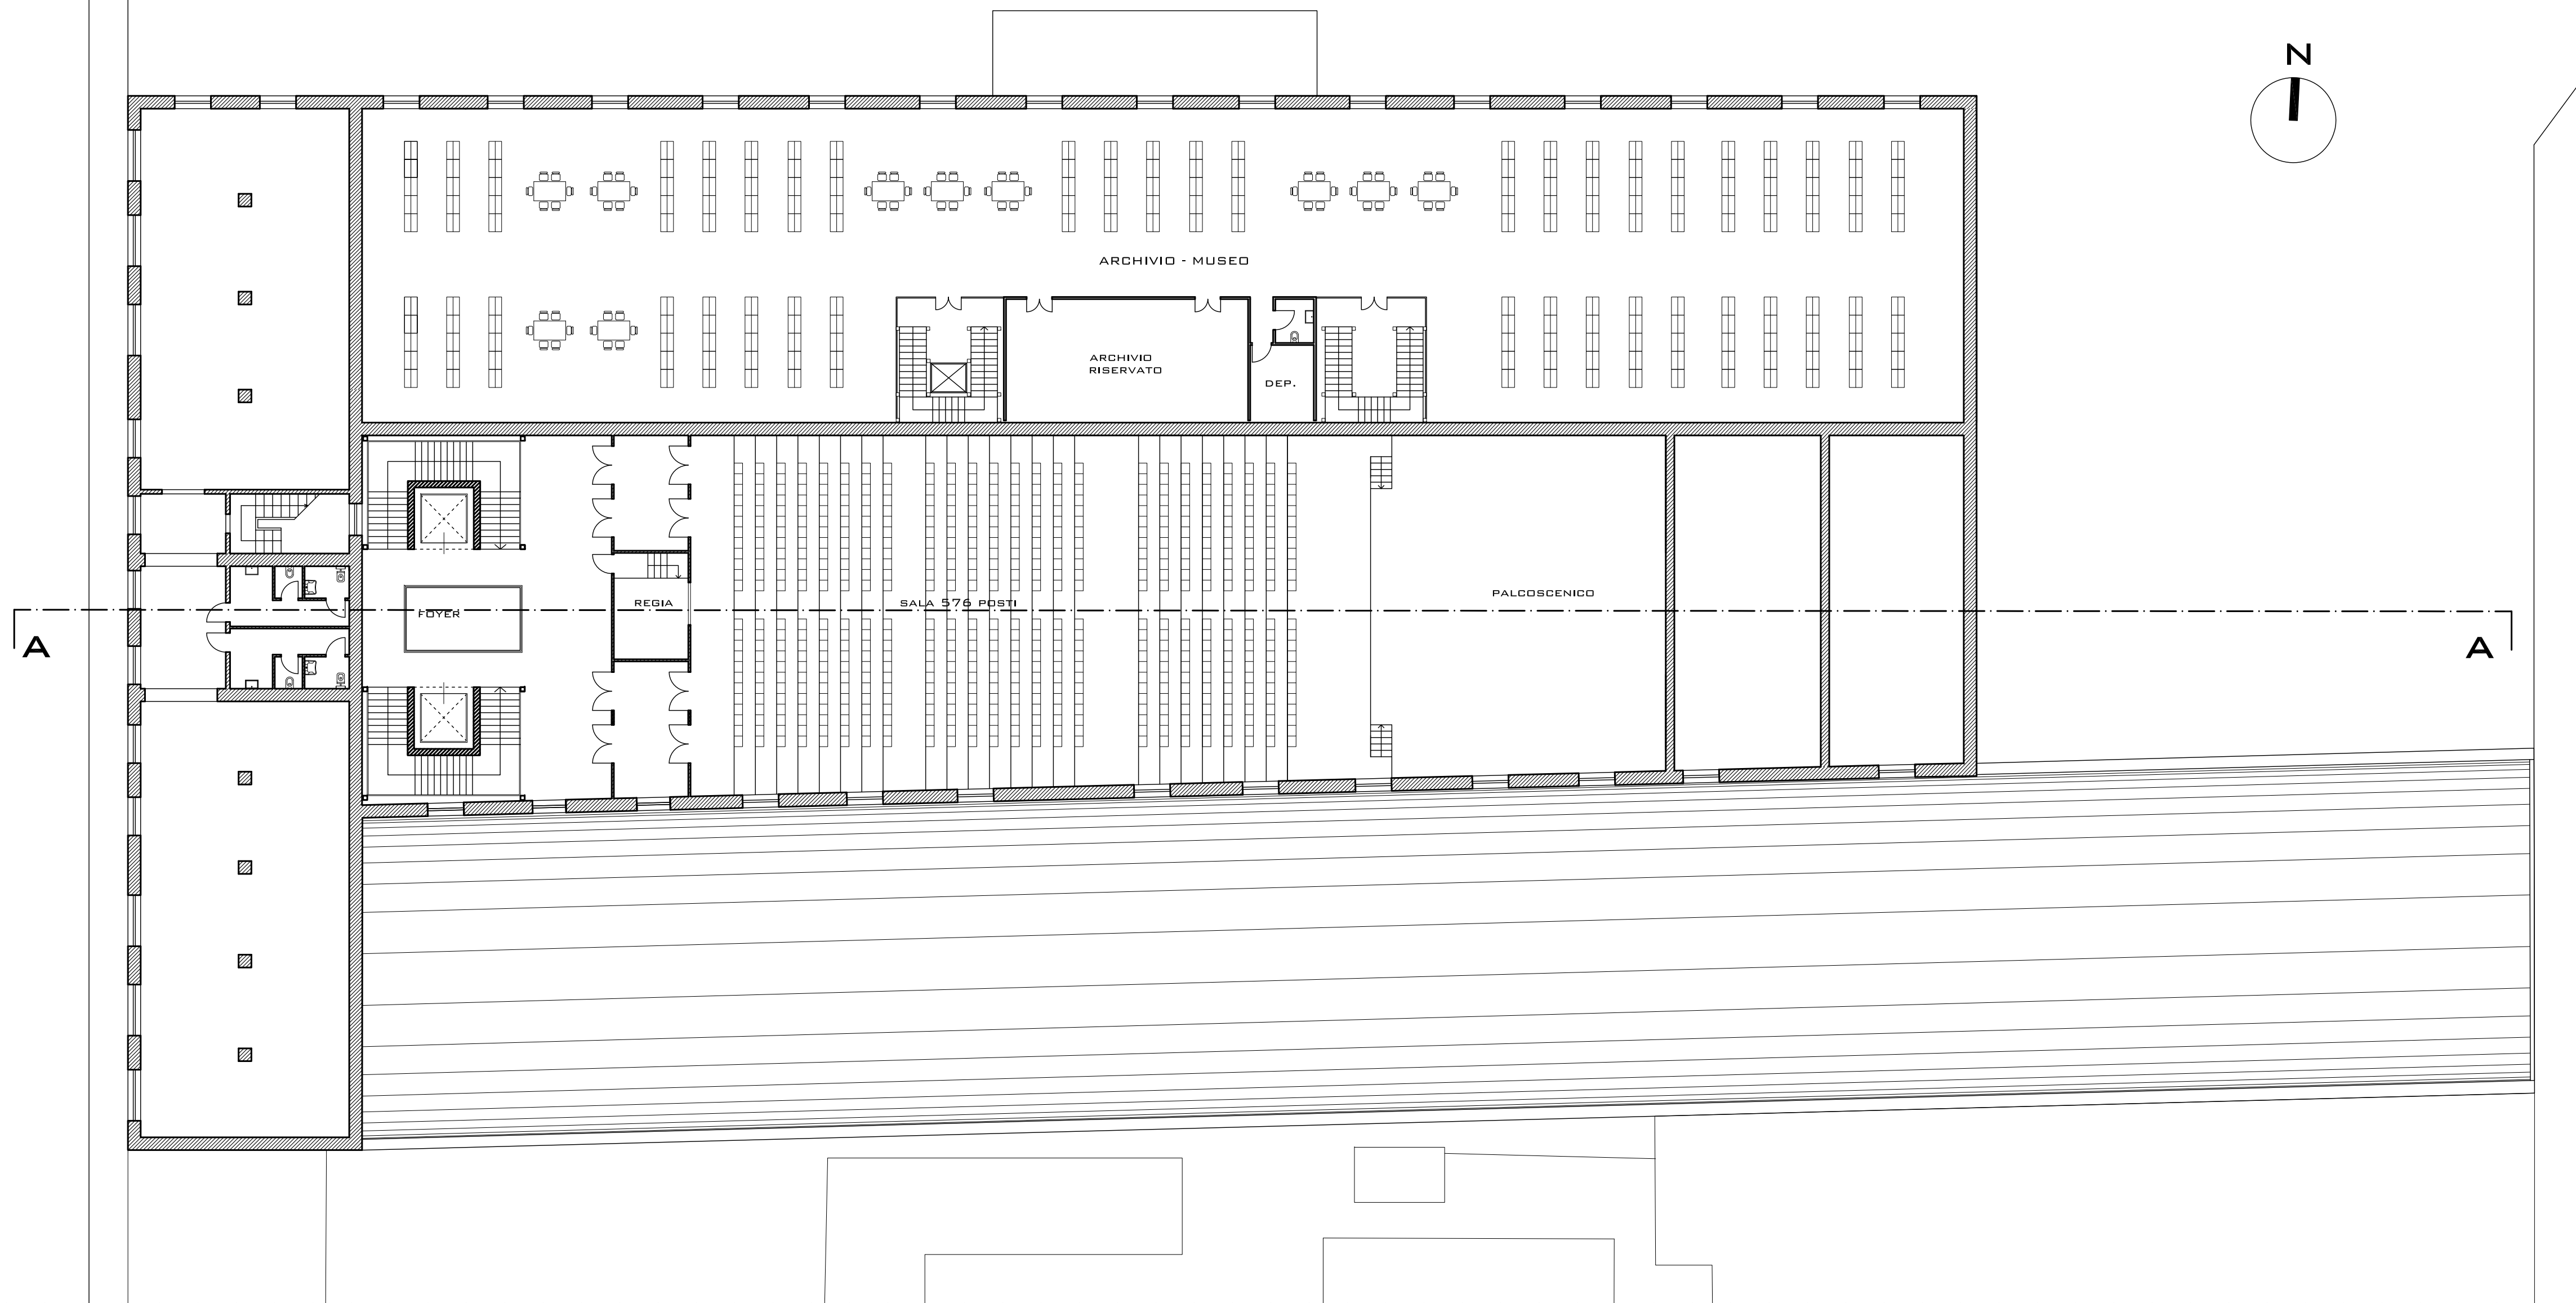 N
ARCHIVIO - MUSEO
ARCHIVIO
RISERVATO
DEP.
PALCOSCENICO
REGIA
SALA 576 POSTI
FOYER
A
A